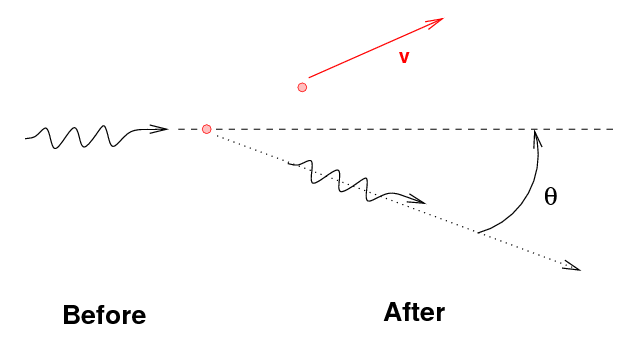 v
θ
Before
After